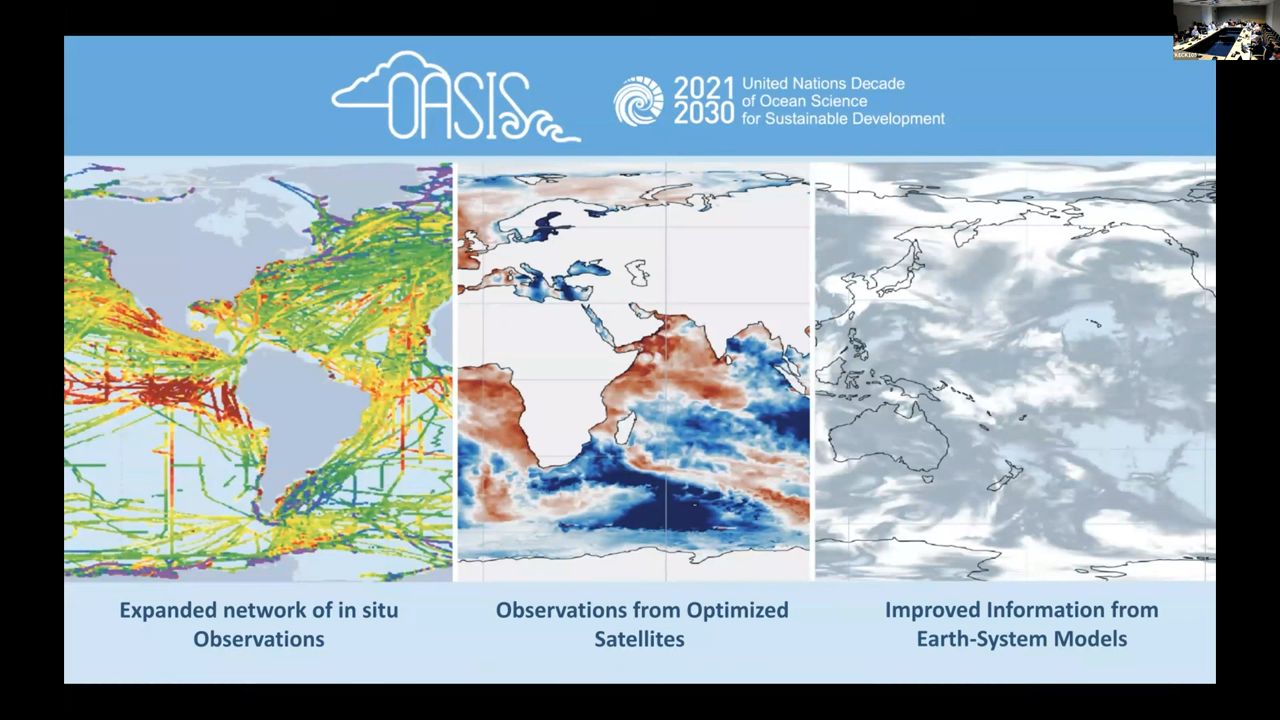 OASIS
2021
2030
United Nations Decade
of Ocean Science
for Sustainable Development
Expanded network of in situ
Observations
Observations from Optimized
Satellites
Improved Information from
Earth-System Models